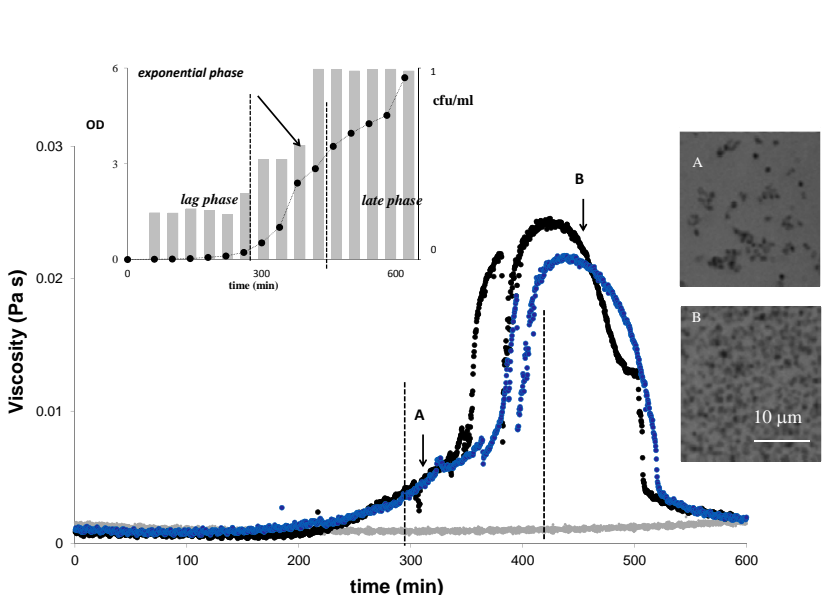 6
exponential phase
1
cfu/ml
OD
0.03
3
lag phase
late phase
0
0
0
300
600
time (min)
A
B
B
10 µm
0.02
Viscosity (Pa s)
0.01
A
0
0
100
200
300
400
500
600
time (min)